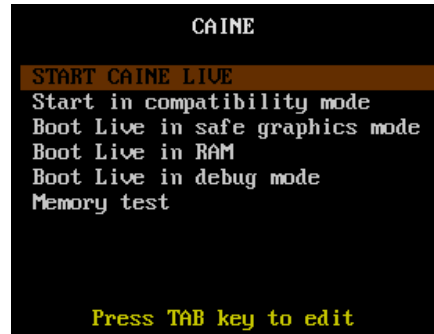 CAINE
START CAINE LIVE
Start in compatibility mode
Boot Live in safe graphics mode
Boot Live in RAM
Boot Live in debug mode
Memory test
Press TAB key to edit